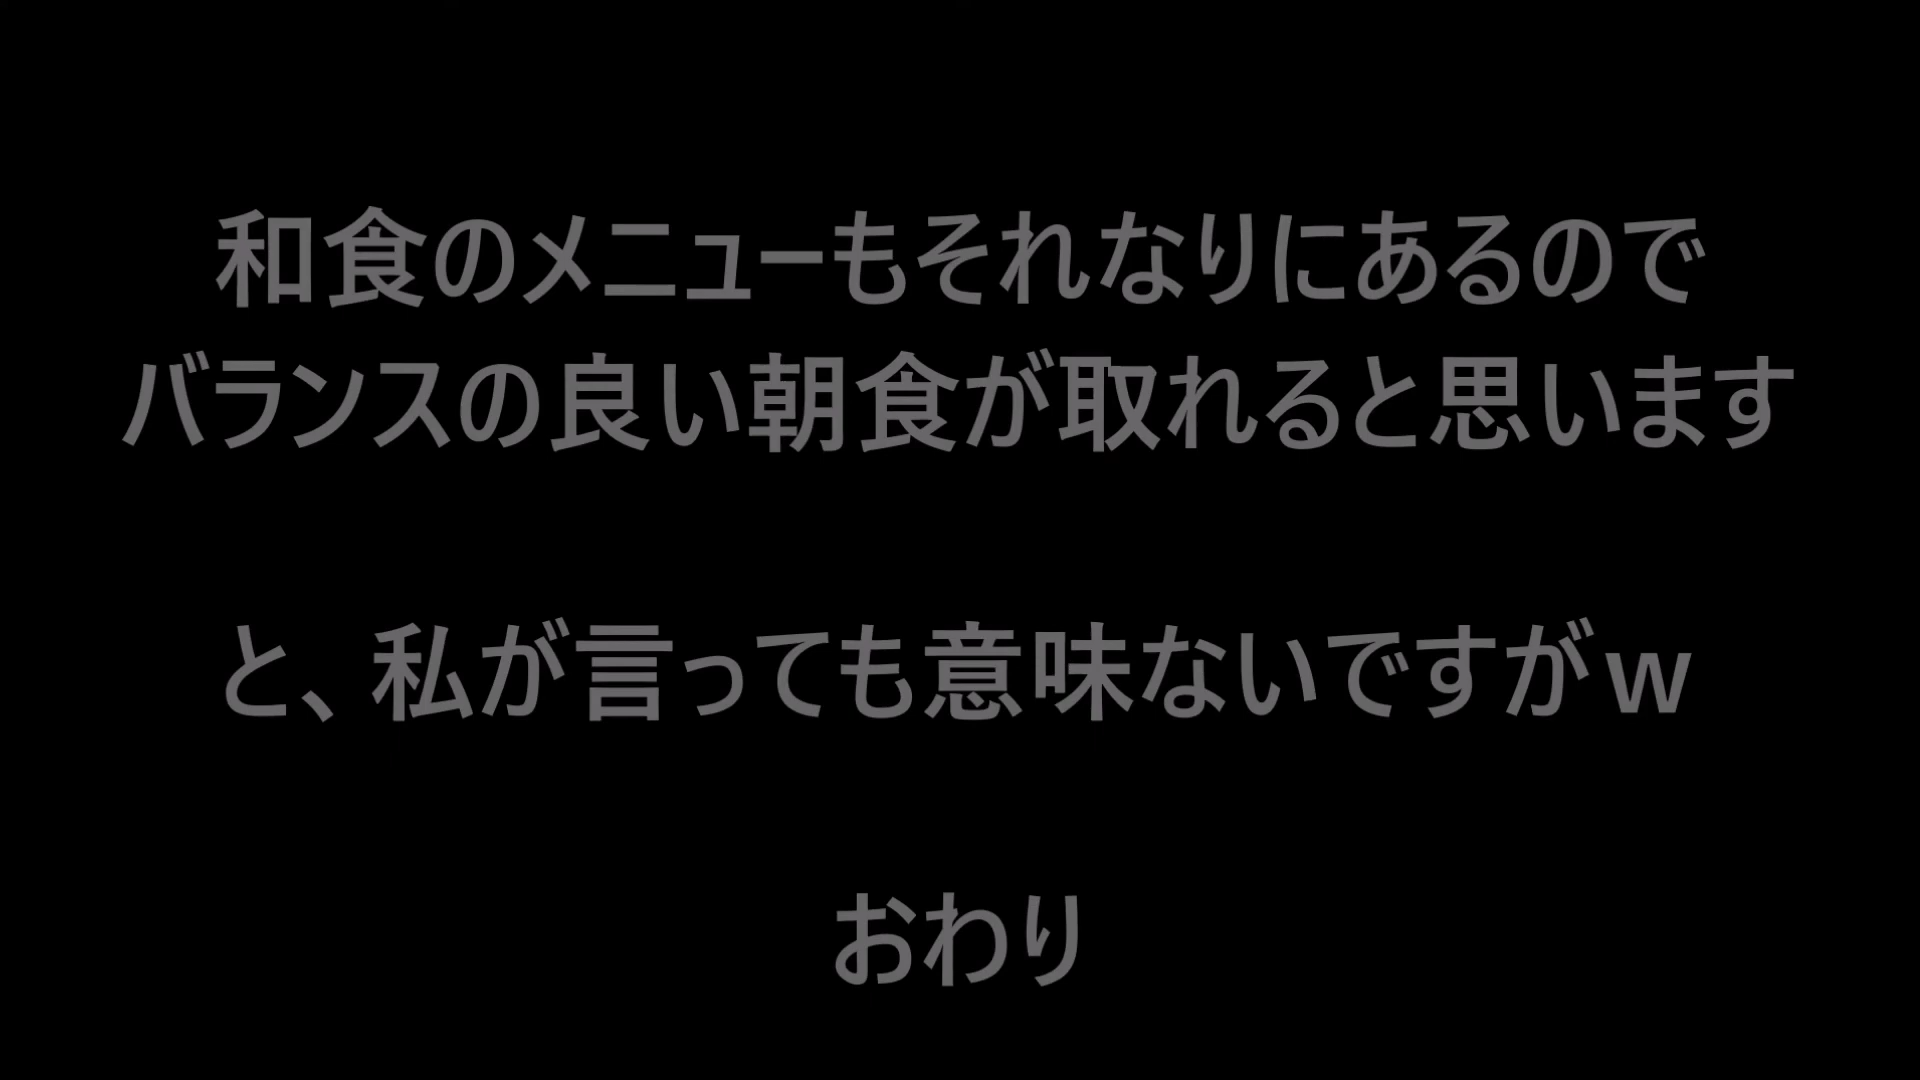 和食のメニューもそれなりにあるので
バランスの良い朝食が取れると思います
と、私が言っても意味ないですがw
おわり